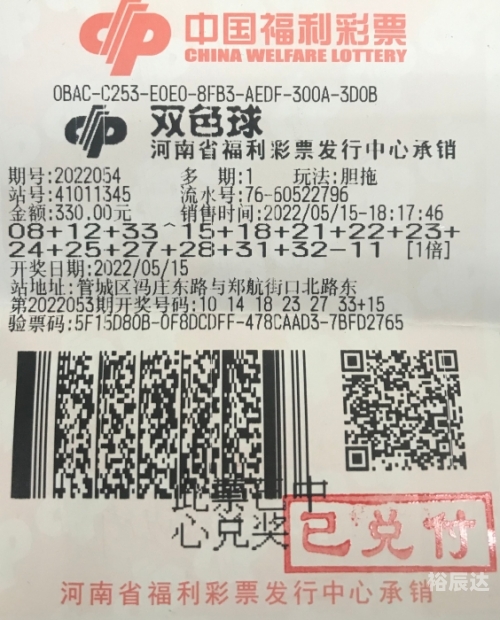 中国福利彩票
CHINA WELFARE LOTTERY
0BAC-C253-E0E0-8FB3-AEDF-300A-3D0B
双色球
河南省福利彩票发行中心承销
期号:2022054 多期:1 玩法:胆拖
站号:41011345 流水号:76-60522796
金额:330.00元 销售时间:2022/05/15-18:17:46
08+12+33^15+18+21+22+23+
24+25+27+28+31+32-11 [1倍]
开奖日期:2022/05/15
站地址:管城区冯庄东路与郑航街口北路东
第2022053期开奖号码:10 14 18 23 27 33+15
验票码:5F15D80B-0F8DCDFF-478CAAD3-7BFD2765
此票已中
心兑奖
已兑付
裕辰达
河南省福利彩票发行中心承销